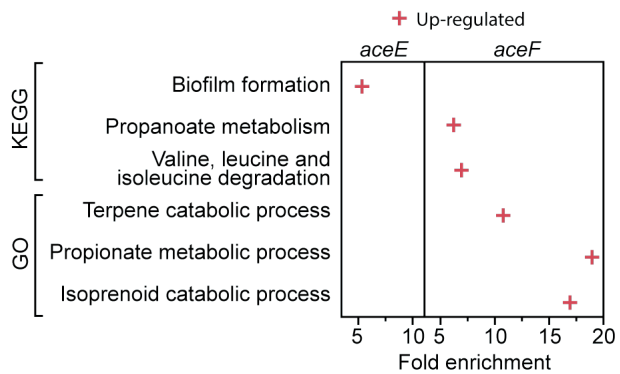 Up-regulated
aceE aceF
KEGG
Biofilm formation
Propanoate metabolism
Valine, leucine and
isoleucine degradation
GO
Terpene catabolic process
Propionate metabolic process
Isoprenoid catabolic process
5 10 5 10 15 20
Fold enrichment